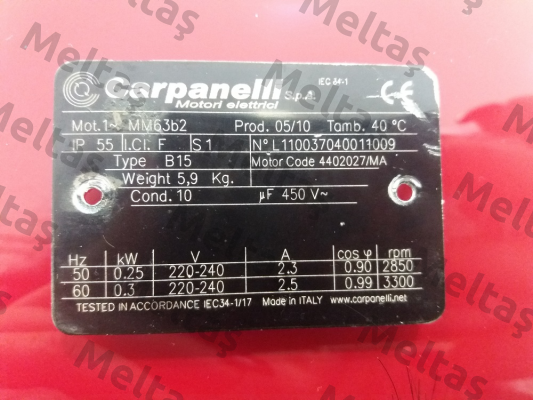 Carpanelli S.p.A. IEC 34-1 CE
Motori elettrici
Mot.1~ MM63b2 Prod. 05/10 Tamb. 40 °C
IP 55 I.Cl. F S1 N° L110037040011009
Type B15 Motor Code 4402027/MA
Weight 5,9 Kg.
Cond. 10 µF 450 V~
Hz kW V A cos φ rpm
50 0.25 220-240 2.3 0.90 2850
60 0.3 220-240 2.5 0.99 3300
TESTED IN ACCORDANCE IEC34-1/17 Made in ITALY www.carpanelli.net
Meltaş
Meltaş
Meltaş
Meltaş
Meltaş
Meltaş
Meltaş
Meltaş
Meltaş